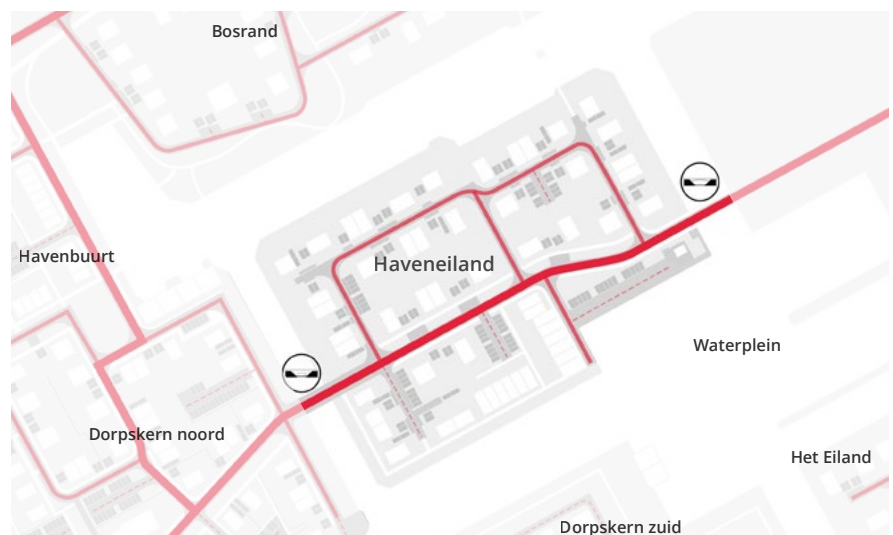 Bosrand
Havenbuurt
Haveneiland
Waterplein
Dorpskern noord
Het Eiland
Dorpskern zuid